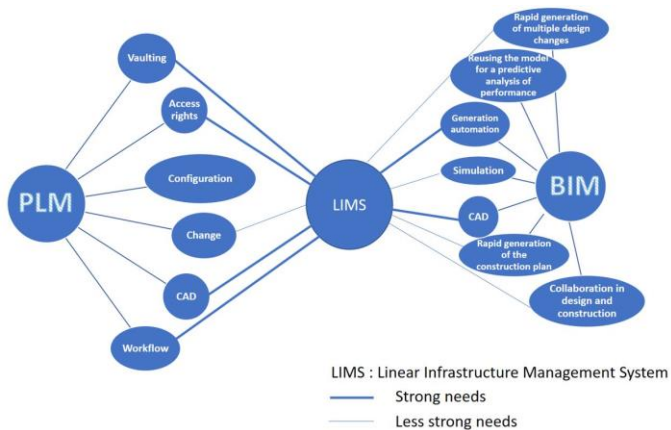 Rapid generation
of multiple design
changes
Vaulting
Reusing the model
for a predictive
analysis of
performance
Access
rights
Generation
automation
Configuration
Simulation
PLM
LIMS
BIM
Change
CAD
Rapid generation
of the
construction plan
CAD
Collaboration in
design and
construction
Workflow
LIMS : Linear Infrastructure Management System
Strong needs
Less strong needs